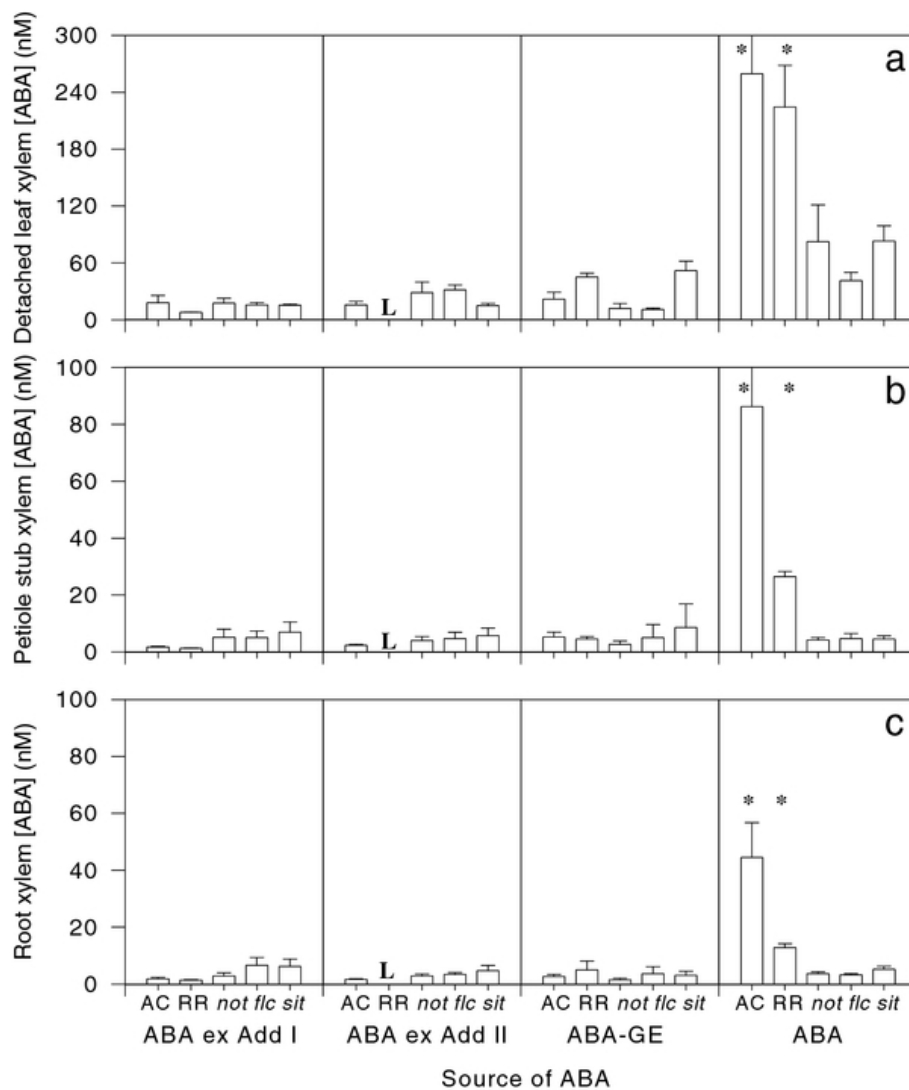 Detached leaf xylem [ABA] (nM)
300
240
180
120
60
0
* *
a
L
Petiole stub xylem [ABA] (nM)
100
80
60
40
20
0
* *
b
L
Root xylem [ABA] (nM)
100
80
60
40
20
0
* *
c
L
AC RR not flc sit AC RR not flc sit AC RR not flc sit AC RR not flc sit
ABA ex Add I ABA ex Add II ABA-GE ABA
Source of ABA